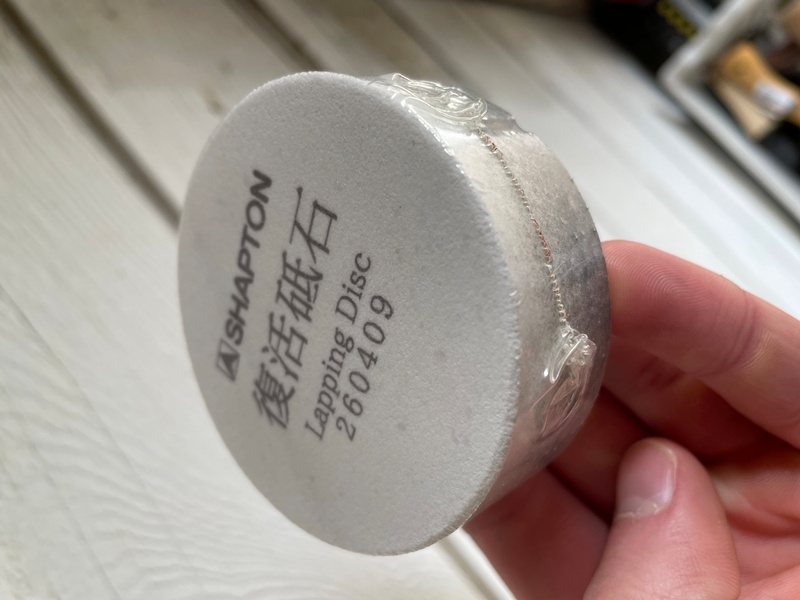 SHAPTON
復活砥石
Lapping Disc
260409